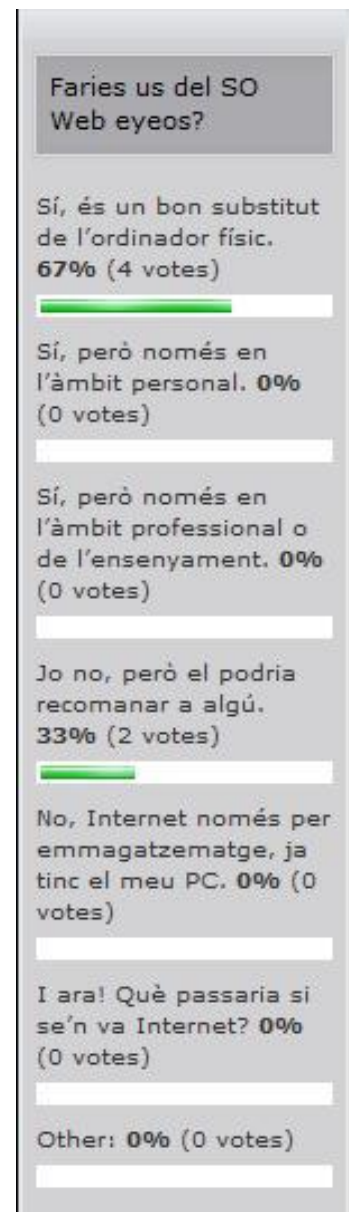 Faries us del SO
Web eyeos?
Sí, és un bon substitut
de l'ordinador físic.
67% (4 votes)
Sí, però només en
l'àmbit personal. 0%
(0 votes)
Sí, però només en
l'àmbit professional o
de l'ensenyament. 0%
(0 votes)
Jo no, però el podria
recomanar a algú.
33% (2 votes)
No, Internet només per
emmagatzematge, ja
tinc el meu PC. 0% (0
votes)
I ara! Què passaria si
se'n va Internet? 0%
(0 votes)
Other: 0% (0 votes)